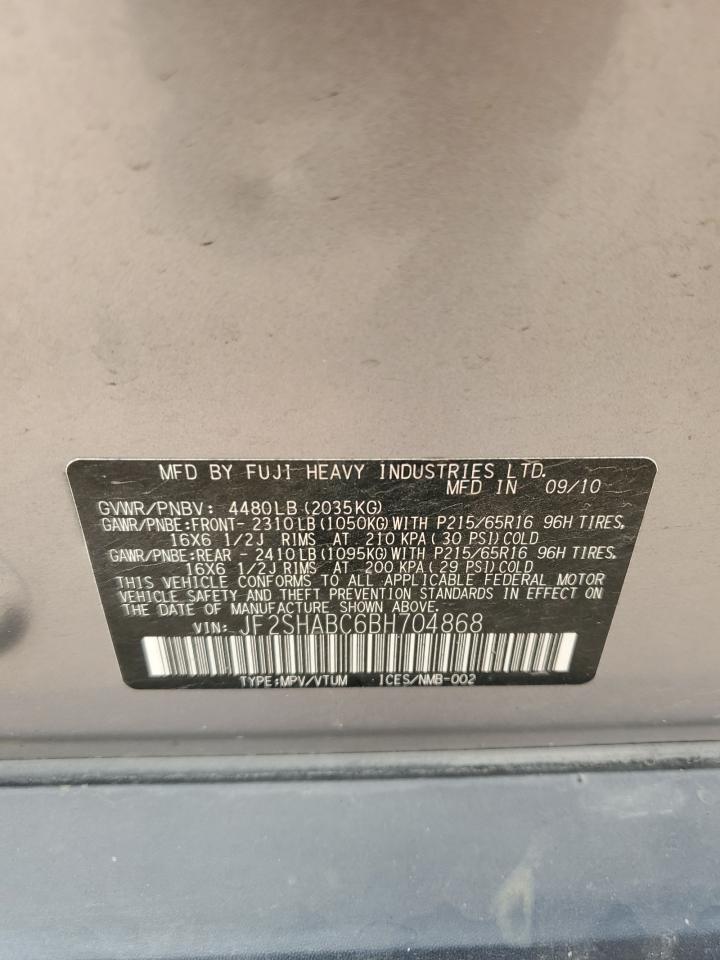 MFD BY FUJI HEAVY INDUSTRIES LTD.
MFD IN 09/10
GVWR/PNBV: 4480LB(2035KG)
GAWR/PNBE:FRONT- 2310LB(1050KG)WITH P215/65R16 96H TIRES,
16X6 1/2J RIMS AT 210 KPA(30 PSI)COLD
GAWR/PNBE:REAR - 2410LB(1095KG)WITH P215/65R16 96H TIRES,
16X6 1/2J RIMS AT 200 KPA(29 PSI)COLD
THIS VEHICLE CONFORMS TO ALL APPLICABLE FEDERAL MOTOR
VEHICLE SAFETY AND THEFT PREVENTION STANDARDS IN EFFECT ON
THE DATE OF MANUFACTURE SHOWN ABOVE.
VIN: JF2SHABC6BH704868
TYPE:MPV/VTUM ICES/NMB-002